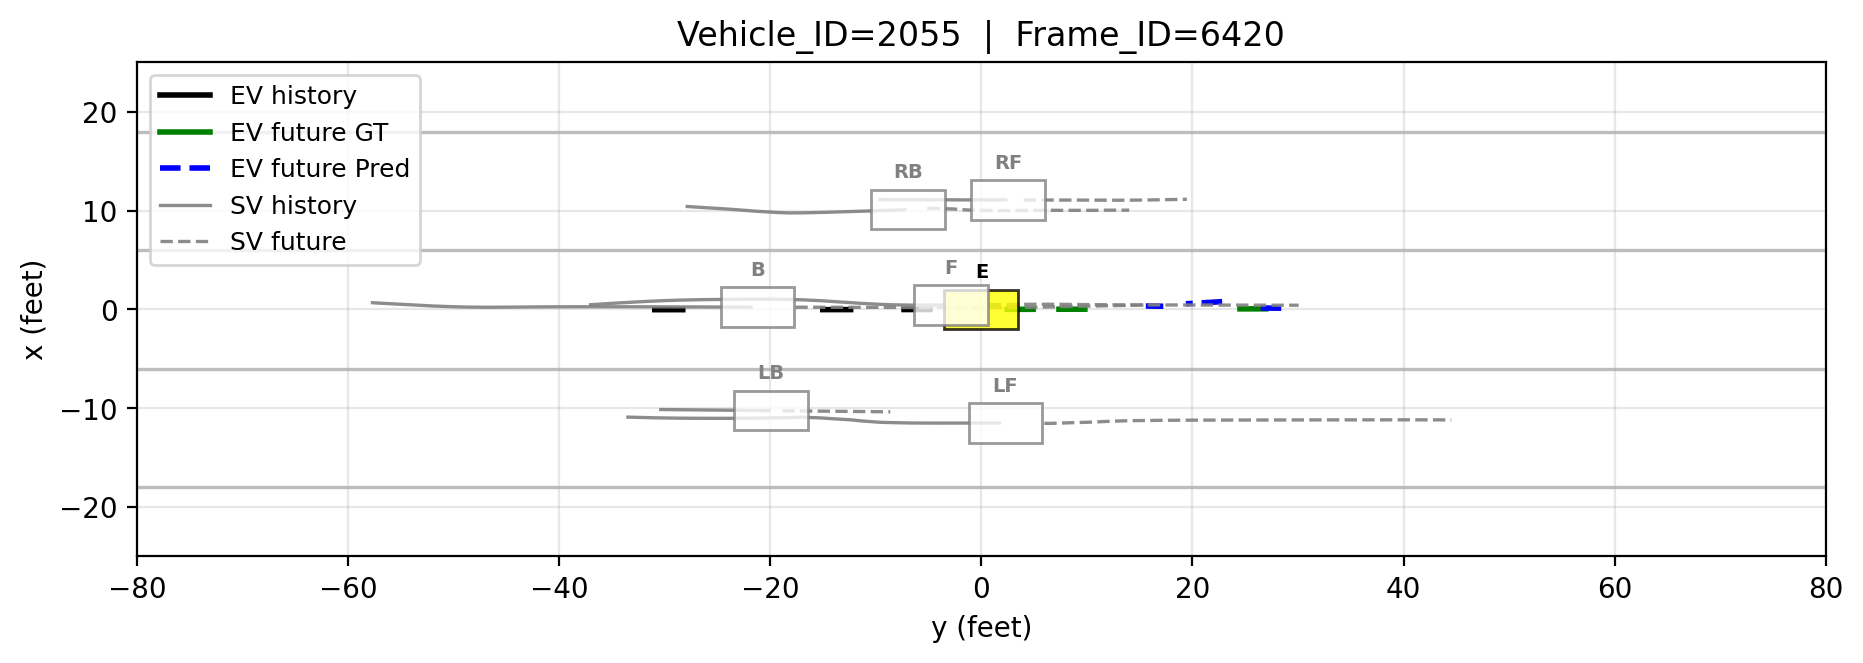 Vehicle_ID=2055 | Frame_ID=6420
EV history
EV future GT
EV future Pred
SV history
SV future
RB
RF
B
F
E
LB
LF
20
10
0
−10
−20
x (feet)
−80
−60
−40
−20
0
20
40
60
80
y (feet)